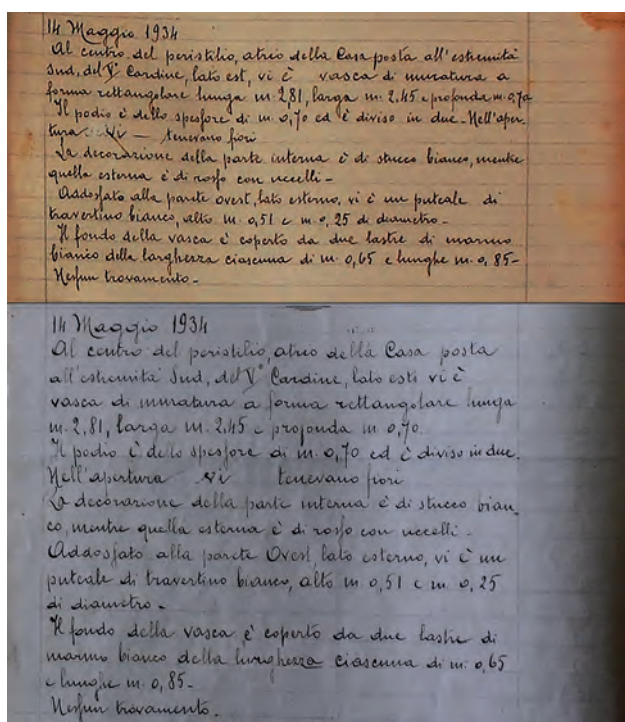 14 Maggio 1934
Al centro del peristilio, atrio della Casa posta all'estremità
Sud, del V° Cardine, lato est, vi è vasca di muratura a
forma rettangolare lunga m. 2,81, larga m. 2,45 e profonda m. 0,70
Il podio è dello spessore di m. 0,70 ed è diviso in due. Nell'aper-
tura vi — tenevano fiori
La decorazione della parte interna è di stucco bianco, mentre
quella esterna è di rosso con uccelli -
Addossato alla parete ovest, lato esterno, vi è un puteale di
travertino bianco, alto m. 0,51 e m. 0,25 di diametro -
Il fondo della vasca è coperto da due lastre di marmo
bianco della larghezza ciascuna di m. 0,65 e lunghe m. 0,85-
Nessun trovamento -
14 Maggio 1934
Al centro del peristilio, atrio della Casa posta
all'estremità Sud, del V° Cardine, lato est, vi è
vasca di muratura a forma rettangolare lunga
m. 2,81, larga m. 2,45 e profonda m. 0,70.
Il podio è dello spessore di m. 0,70 ed è diviso in due.
Nell'apertura vi tenevano fiori
La decorazione della parte interna è di stucco bian-
co, mentre quella esterna è di rosso con uccelli -
Addossato alla parete Ovest, lato esterno, vi è un
puteale di travertino bianco, alto m. 0,51 e m. 0,25
di diametro -
Il fondo della vasca, è coperto da due lastre di
marmo bianco della larghezza ciascuna di m. 0,65
e lunghe m. 0,85-
Nessun trovamento.